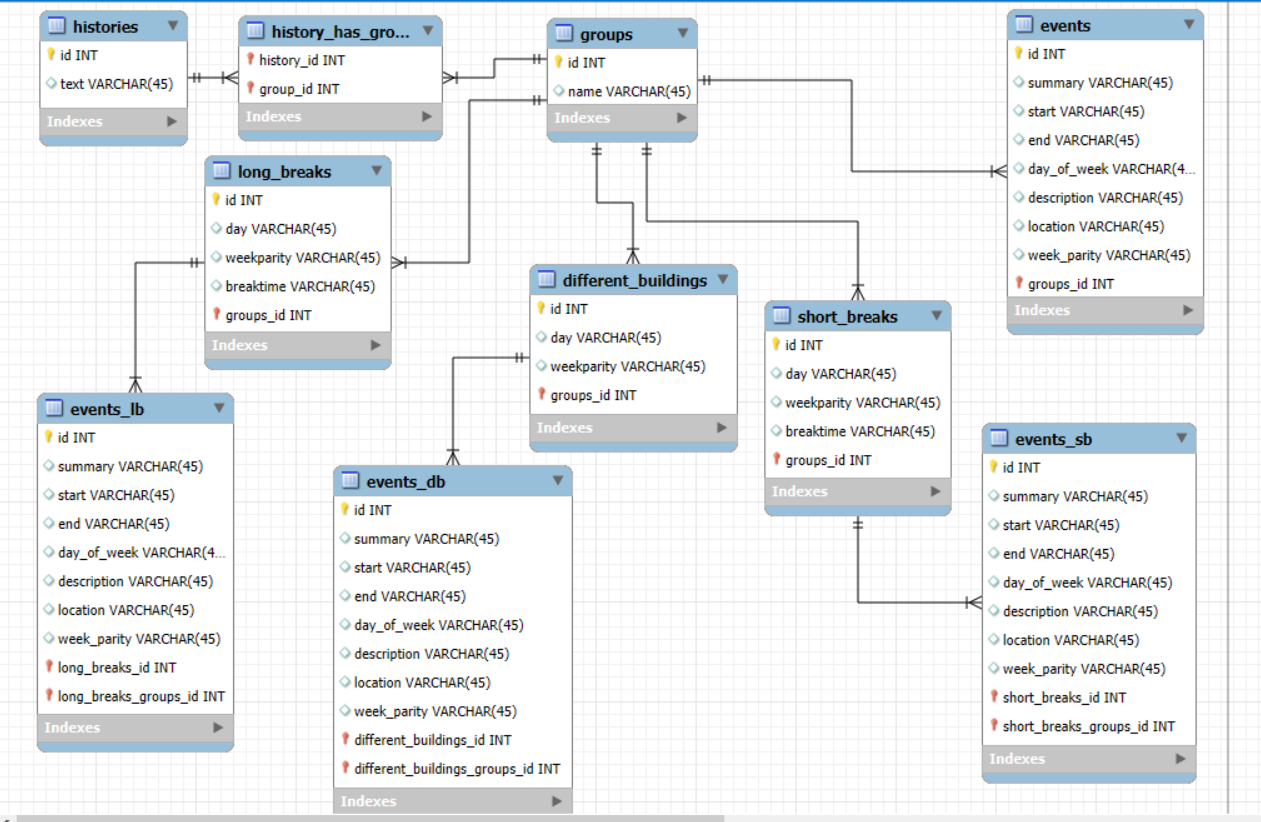 histories
id INT
text VARCHAR(45)
Indexes
history_has_gro...
history_id INT
group_id INT
Indexes
groups
id INT
name VARCHAR(45)
Indexes
events
id INT
summary VARCHAR(45)
start VARCHAR(45)
end VARCHAR(45)
day_of_week VARCHAR(4...
description VARCHAR(45)
location VARCHAR(45)
week_parity VARCHAR(45)
groups_id INT
Indexes
long_breaks
id INT
day VARCHAR(45)
weekparity VARCHAR(45)
breaktime VARCHAR(45)
groups_id INT
Indexes
different_buildings
id INT
day VARCHAR(45)
weekparity VARCHAR(45)
groups_id INT
Indexes
short_breaks
id INT
day VARCHAR(45)
weekparity VARCHAR(45)
breaktime VARCHAR(45)
groups_id INT
Indexes
events_lb
id INT
summary VARCHAR(45)
start VARCHAR(45)
end VARCHAR(45)
day_of_week VARCHAR(4...
description VARCHAR(45)
location VARCHAR(45)
week_parity VARCHAR(45)
long_breaks_id INT
long_breaks_groups_id INT
Indexes
events_db
id INT
summary VARCHAR(45)
start VARCHAR(45)
end VARCHAR(45)
day_of_week VARCHAR(45)
description VARCHAR(45)
location VARCHAR(45)
week_parity VARCHAR(45)
different_buildings_id INT
different_buildings_groups_id INT
Indexes
events_sb
id INT
summary VARCHAR(45)
start VARCHAR(45)
end VARCHAR(45)
day_of_week VARCHAR(45)
description VARCHAR(45)
location VARCHAR(45)
week_parity VARCHAR(45)
short_breaks_id INT
short_breaks_groups_id INT
Indexes